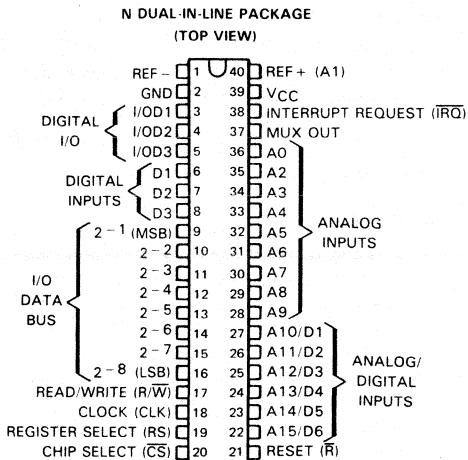 N DUAL-IN-LINE PACKAGE
(TOP VIEW)
REF- 1 40 REF+ (A1)
GND 2 39 VCC
I/OD1 3 38 INTERRUPT REQUEST (IRQ)
I/OD2 4 37 MUX OUT
I/OD3 5 36 A0
DIGITAL
I/O
D1 6 35 A2
D2 7 34 A3
D3 8 33 A4
DIGITAL
INPUTS
2-1 (MSB) 9 32 A5
2-2 10 31 A6
2-3 11 30 A7
2-4 12 29 A8
2-5 13 28 A9
ANALOG
INPUTS
2-6 14 27 A10/D1
2-7 15 26 A11/D2
2-8 (LSB) 16 25 A12/D3
I/O
DATA
BUS
READ/WRITE (R/W) 17 24 A13/D4
CLOCK (CLK) 18 23 A14/D5
REGISTER SELECT (RS) 19 22 A15/D6
ANALOG/
DIGITAL
INPUTS
CHIP SELECT (CS) 20 21 RESET (R)